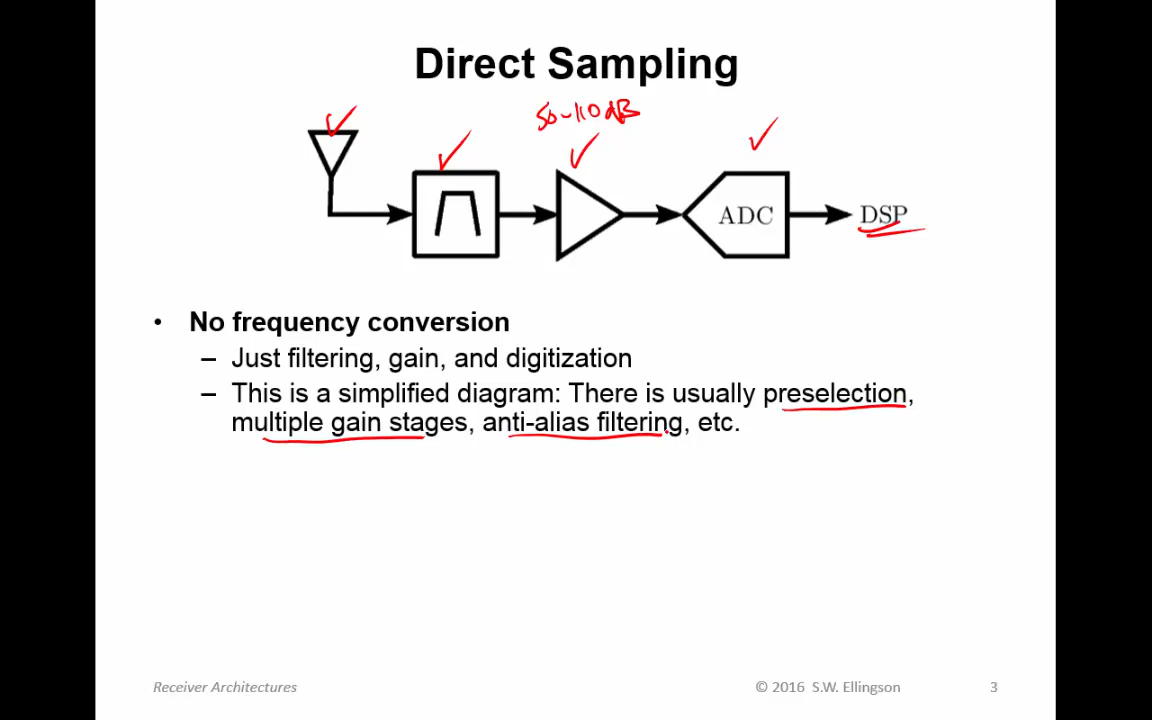 Direct Sampling
50-110 dB
ADC
DSP
• No frequency conversion
– Just filtering, gain, and digitization
– This is a simplified diagram: There is usually preselection,
multiple gain stages, anti-alias filtering, etc.
Receiver Architectures
© 2016 S.W. Ellingson
3